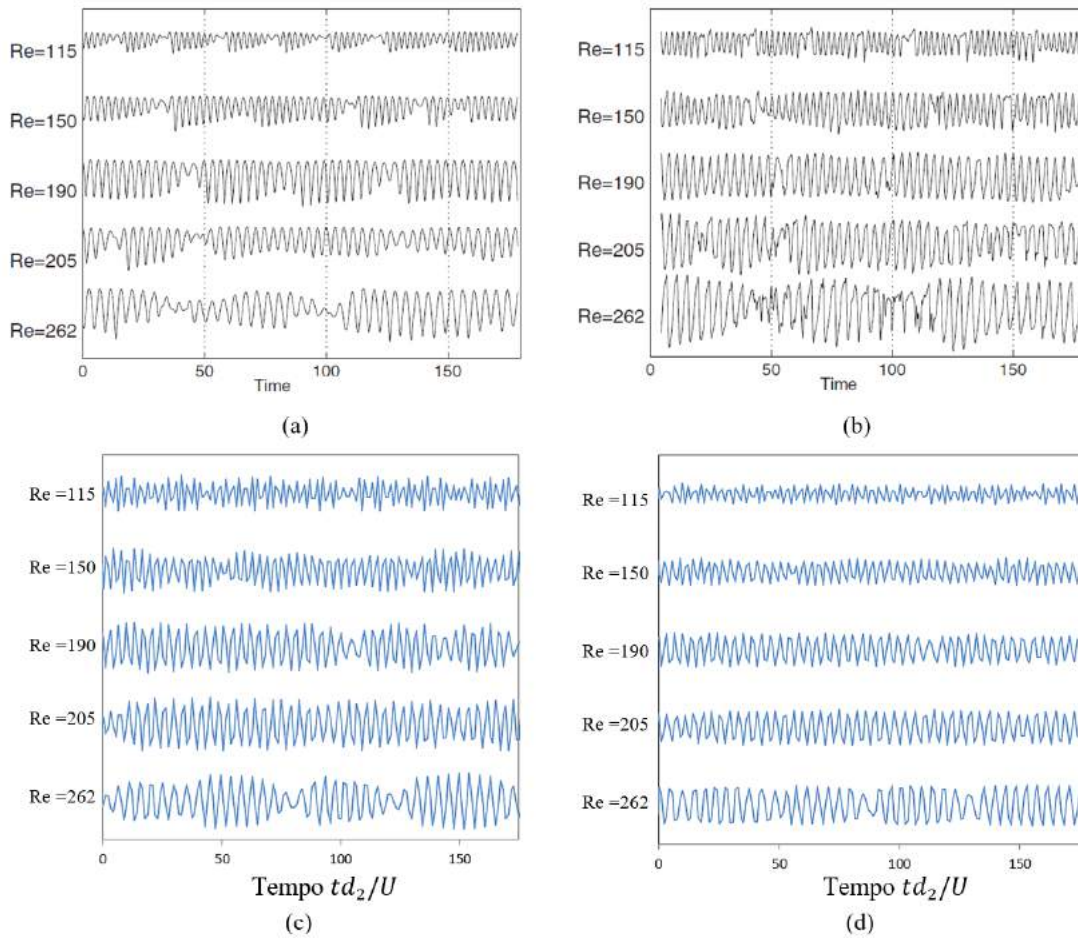 Re=115
Re=150
Re=190
Re=205
Re=262
0 50 100 150
Time
(a)
Re=115
Re=150
Re=190
Re=205
Re=262
50 100 150
Time
(b)
Re =115
Re =150
Re =190
Re =205
Re =262
0 50 100 150
Tempo td₂/U
(c)
Re =115
Re =150
Re =190
Re =205
Re =262
0 50 100 150
Tempo td₂/U
(d)